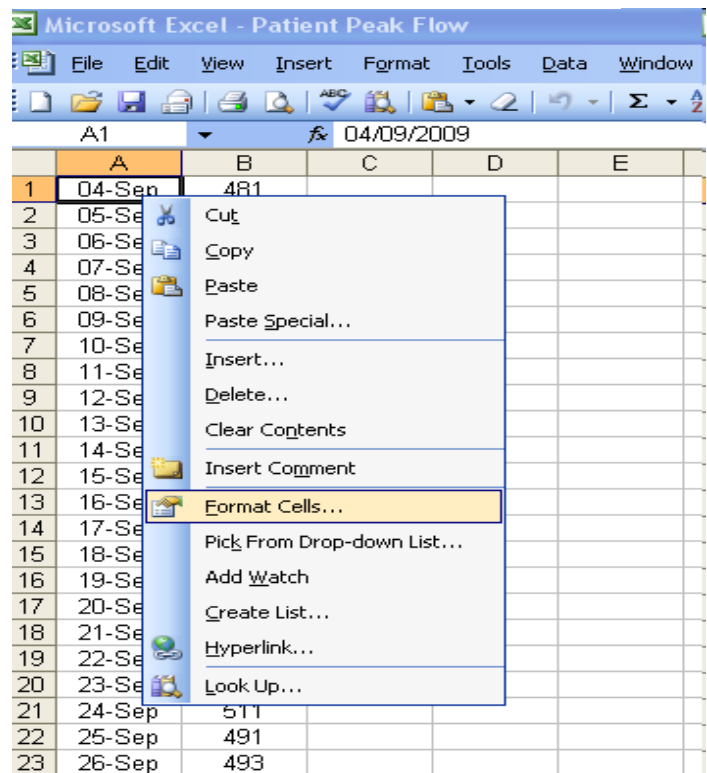 Microsoft Excel - Patient Peak Flow
File Edit View Insert Format Tools Data Window
ABC Σ
A1 fx 04/09/2009
A B C D E
1 04-Sep 481
2 05-Se Cut
3 06-Se Copy
4 07-Se
5 08-Se Paste
6 09-Se Paste Special...
7 10-Se
8 11-Se Insert...
9 12-Se Delete...
10 13-Se Clear Contents
11 14-Se
12 15-Se Insert Comment
13 16-Se Format Cells...
14 17-Se Pick From Drop-down List...
15 18-Se
16 19-Se Add Watch
17 20-Se Create List...
18 21-Se
19 22-Se Hyperlink...
20 23-Se Look Up...
21 24-Sep 511
22 25-Sep 491
23 26-Sep 493